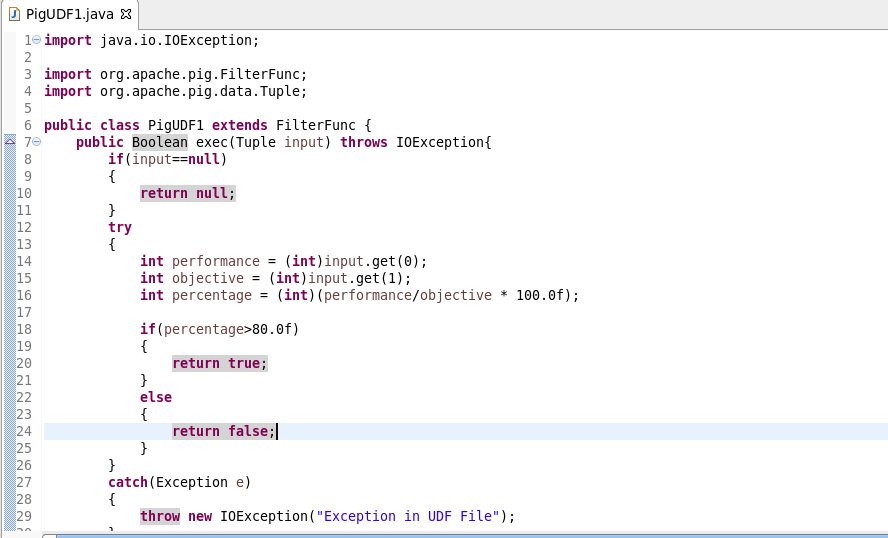 PigUDF1.java
1 import java.io.IOException;
2
3 import org.apache.pig.FilterFunc;
4 import org.apache.pig.data.Tuple;
5
6 public class PigUDF1 extends FilterFunc {
7 public Boolean exec(Tuple input) throws IOException{
8 if(input==null)
9 {
10 return null;
11 }
12 try
13 {
14 int performance = (int)input.get(0);
15 int objective = (int)input.get(1);
16 int percentage = (int)(performance/objective * 100.0f);
17
18 if(percentage>80.0f)
19 {
20 return true;
21 }
22 else
23 {
24 return false;
25 }
26 }
27 catch(Exception e)
28 {
29 throw new IOException("Exception in UDF File");